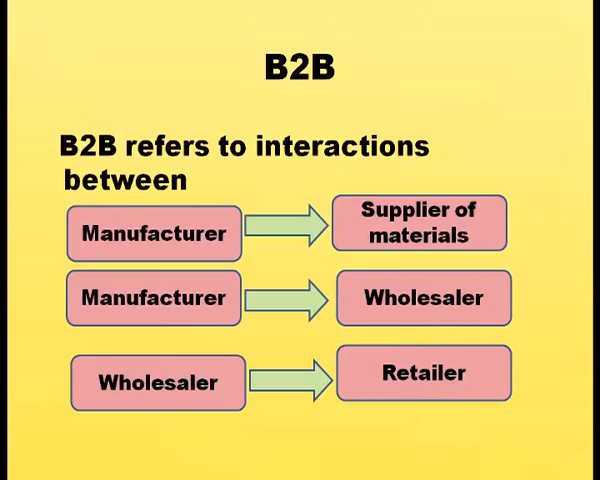 B2B
B2B refers to interactions
between
Manufacturer
Supplier of
materials
Manufacturer
Wholesaler
Wholesaler
Retailer